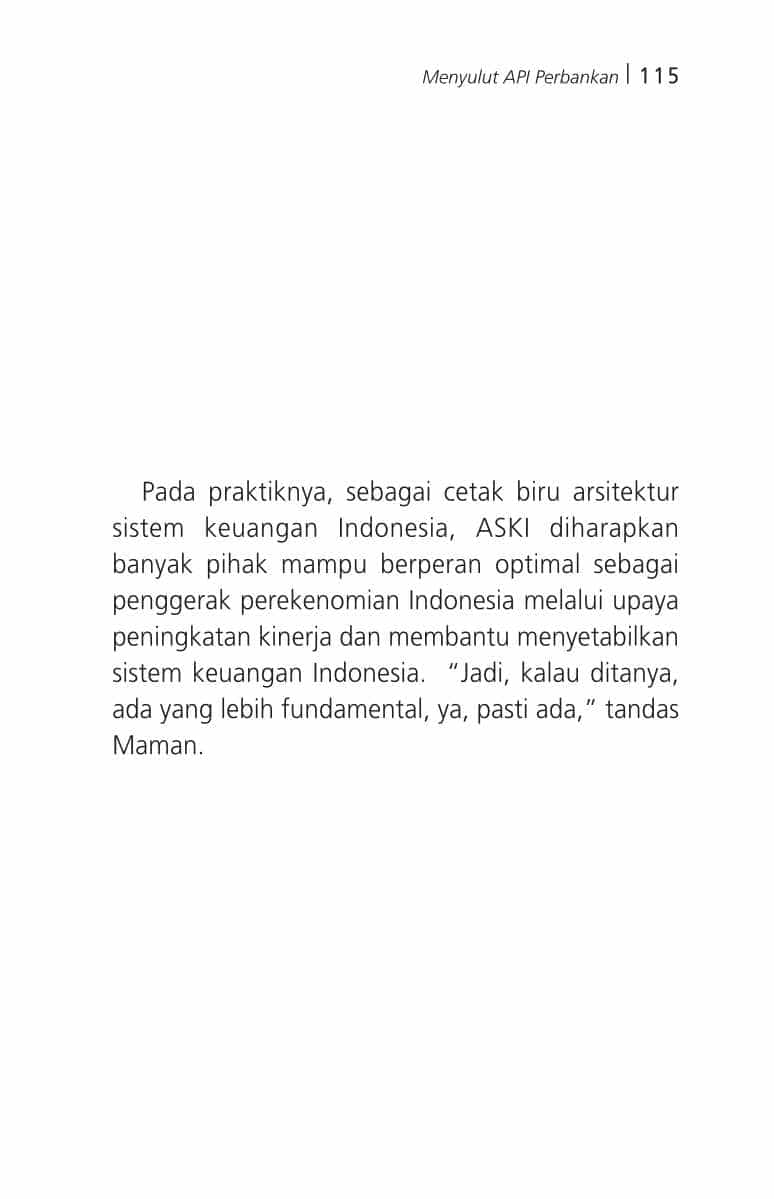 Menyulut API Perbankan | 115
Pada praktiknya, sebagai cetak biru arsitektur
sistem keuangan Indonesia, ASKI diharapkan
banyak pihak mampu berperan optimal sebagai
penggerak perekenomian Indonesia melalui upaya
peningkatan kinerja dan membantu menyetabilkan
sistem keuangan Indonesia. “Jadi, kalau ditanya,
ada yang lebih fundamental, ya, pasti ada,” tandas
Maman.